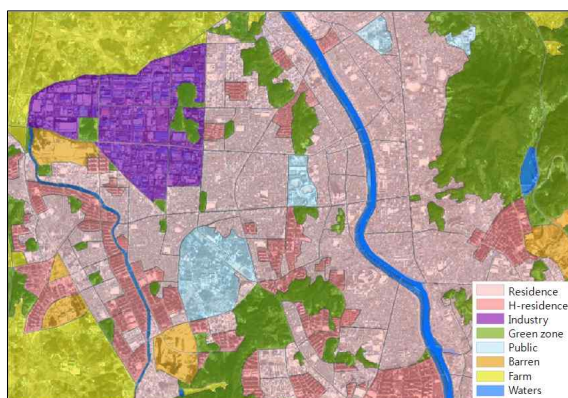 Residence
H-residence
Industry
Green zone
Public
Barren
Farm
Waters